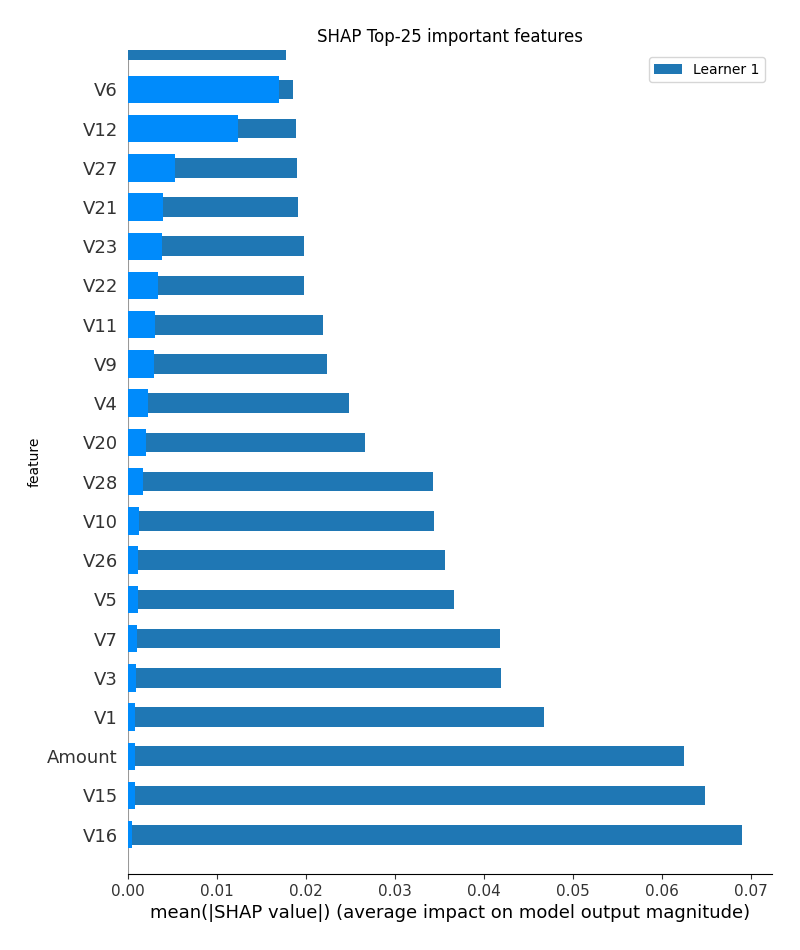 SHAP Top-25 important features
Learner 1
V6
V12
V27
V21
V23
V22
V11
V9
V4
V20
V28
V10
V26
V5
V7
V3
V1
Amount
V15
V16
feature
0.00 0.01 0.02 0.03 0.04 0.05 0.06 0.07
mean(|SHAP value|) (average impact on model output magnitude)